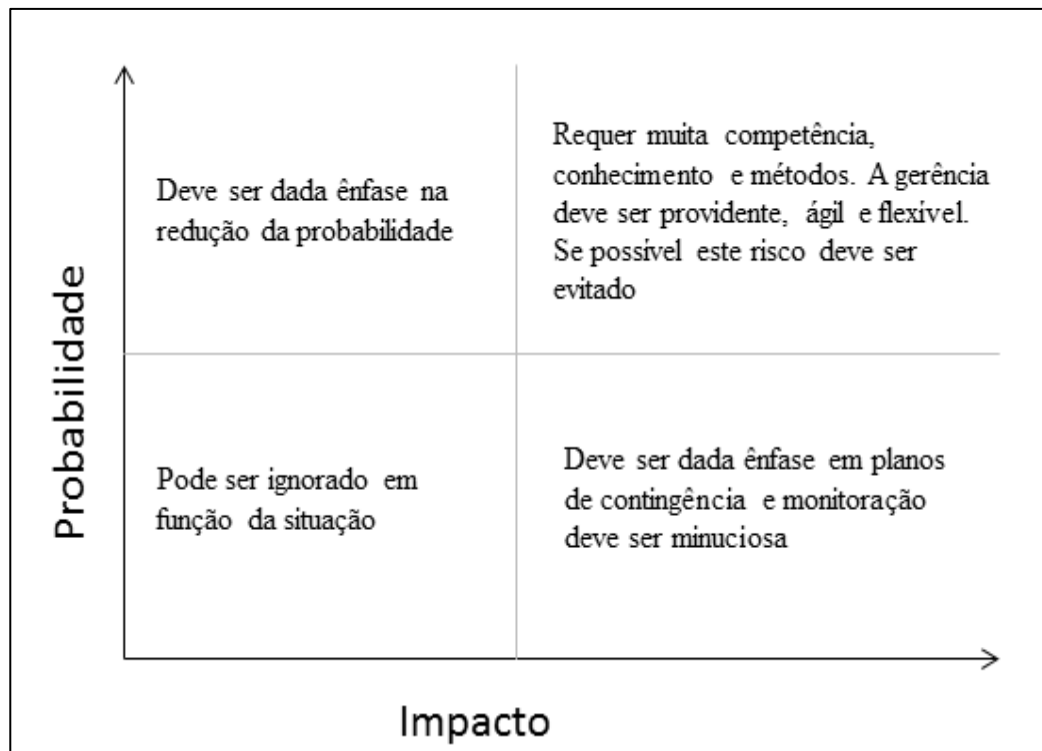 Probabilidade
Deve ser dada ênfase na
redução da probabilidade
Requer muita competência,
conhecimento e métodos. A gerência
deve ser providente, ágil e flexível.
Se possível este risco deve ser
evitado
Pode ser ignorado em
função da situação
Deve ser dada ênfase em planos
de contingência e monitoração
deve ser minuciosa
Impacto